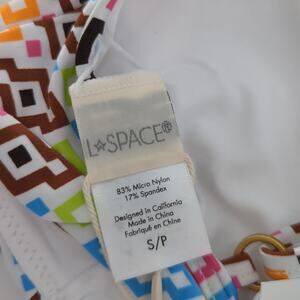 L*SPACE®
83% Micro Nylon
17% Spandex
Designed in California
Made in China
Fabriqué en Chine
S/P